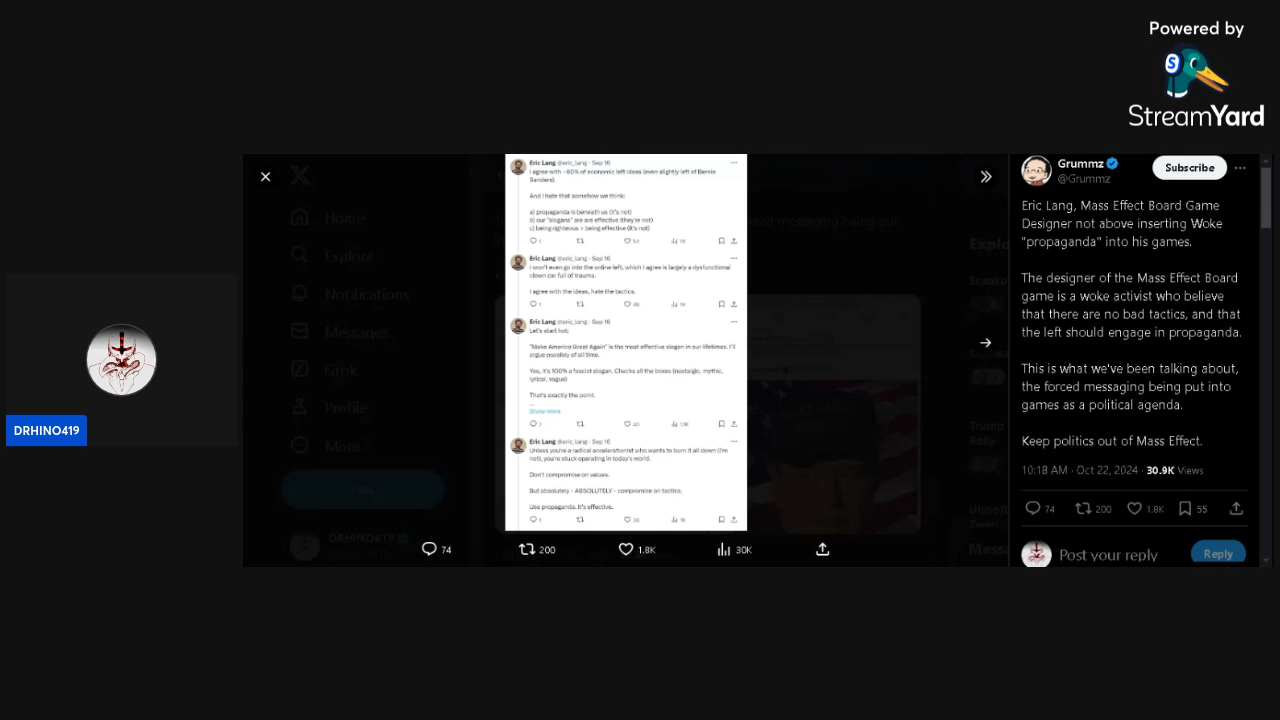 Powered by
S
StreamYard
Eric Lang @eric_lang · Sep 16
I agree with ~80% of economic left ideas (even slightly left of Bernie
Sanders).
And I hate that somehow we think:
a) propaganda is beneath us (it's not)
b) our "slogans" are are effective (they're not)
c) being righteous > being effective (it's not)
Eric Lang @eric_lang · Sep 16
I won't even go into the online left, which I agree is largely a dysfunctional
clown car full of trauma.
I agree with the ideas, hate the tactics.
Eric Lang @eric_lang · Sep 16
Let's start hot:
"Make America Great Again" is the most effective slogan in our lifetimes. I'll
argue possibly of all time.
Yes, it's 100% a fascist slogan. Checks all the boxes (nostalgic, mythic,
lyrical, vague)
That's exactly the point.
...
Show more
Eric Lang @eric_lang · Sep 16
Unless you're a radical accelerationist who wants to burn it all down (I'm
not), you're stuck operating in today's world.
Don't compromise on values.
But absolutely - ABSOLUTELY - compromise on tactics.
Use propaganda. It's effective.
74 200 1.8K 30K
Home
Explore
Notifications
Messages
Grok
Profile
More
DRHINO419
DRHINO419
Grummz
@Grummz
Subscribe
Eric Lang, Mass Effect Board Game
Designer not above inserting Woke
"propaganda" into his games.
The designer of the Mass Effect Board
game is a woke activist who believe
that there are no bad tactics, and that
the left should engage in propaganda.
This is what we've been talking about,
the forced messaging being put into
games as a political agenda.
Keep politics out of Mass Effect.
10:18 AM · Oct 22, 2024 · 30.9K Views
74 200 1.8K 55
Post your reply
Reply